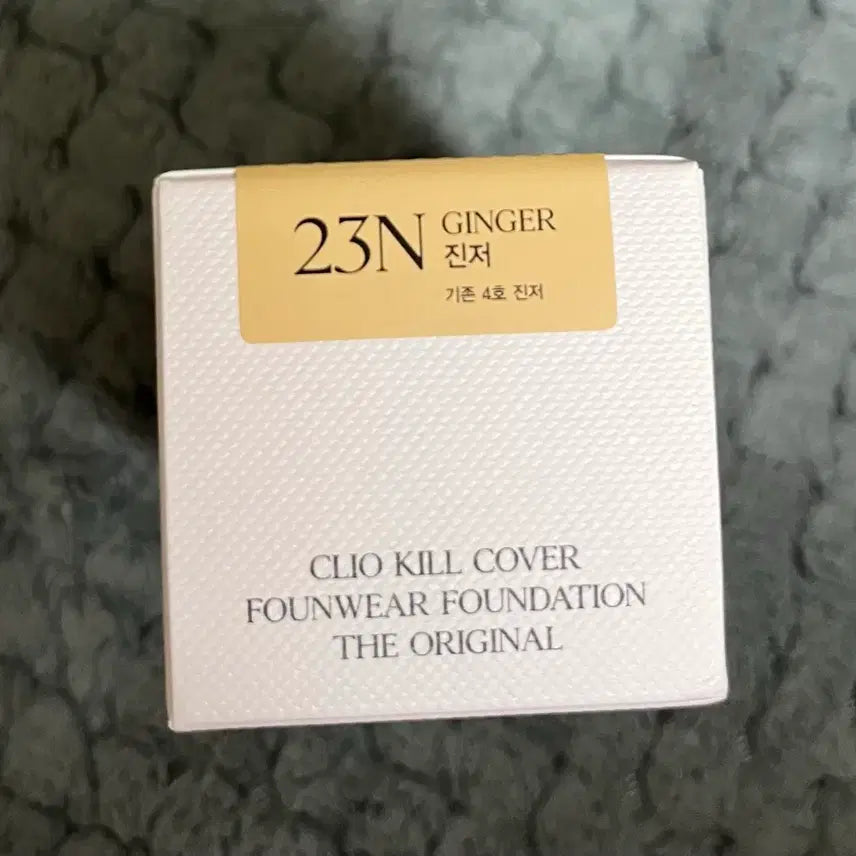 23N GINGER
진저
기존 4호 진저
CLIO KILL COVER
FOUNWEAR FOUNDATION
THE ORIGINAL